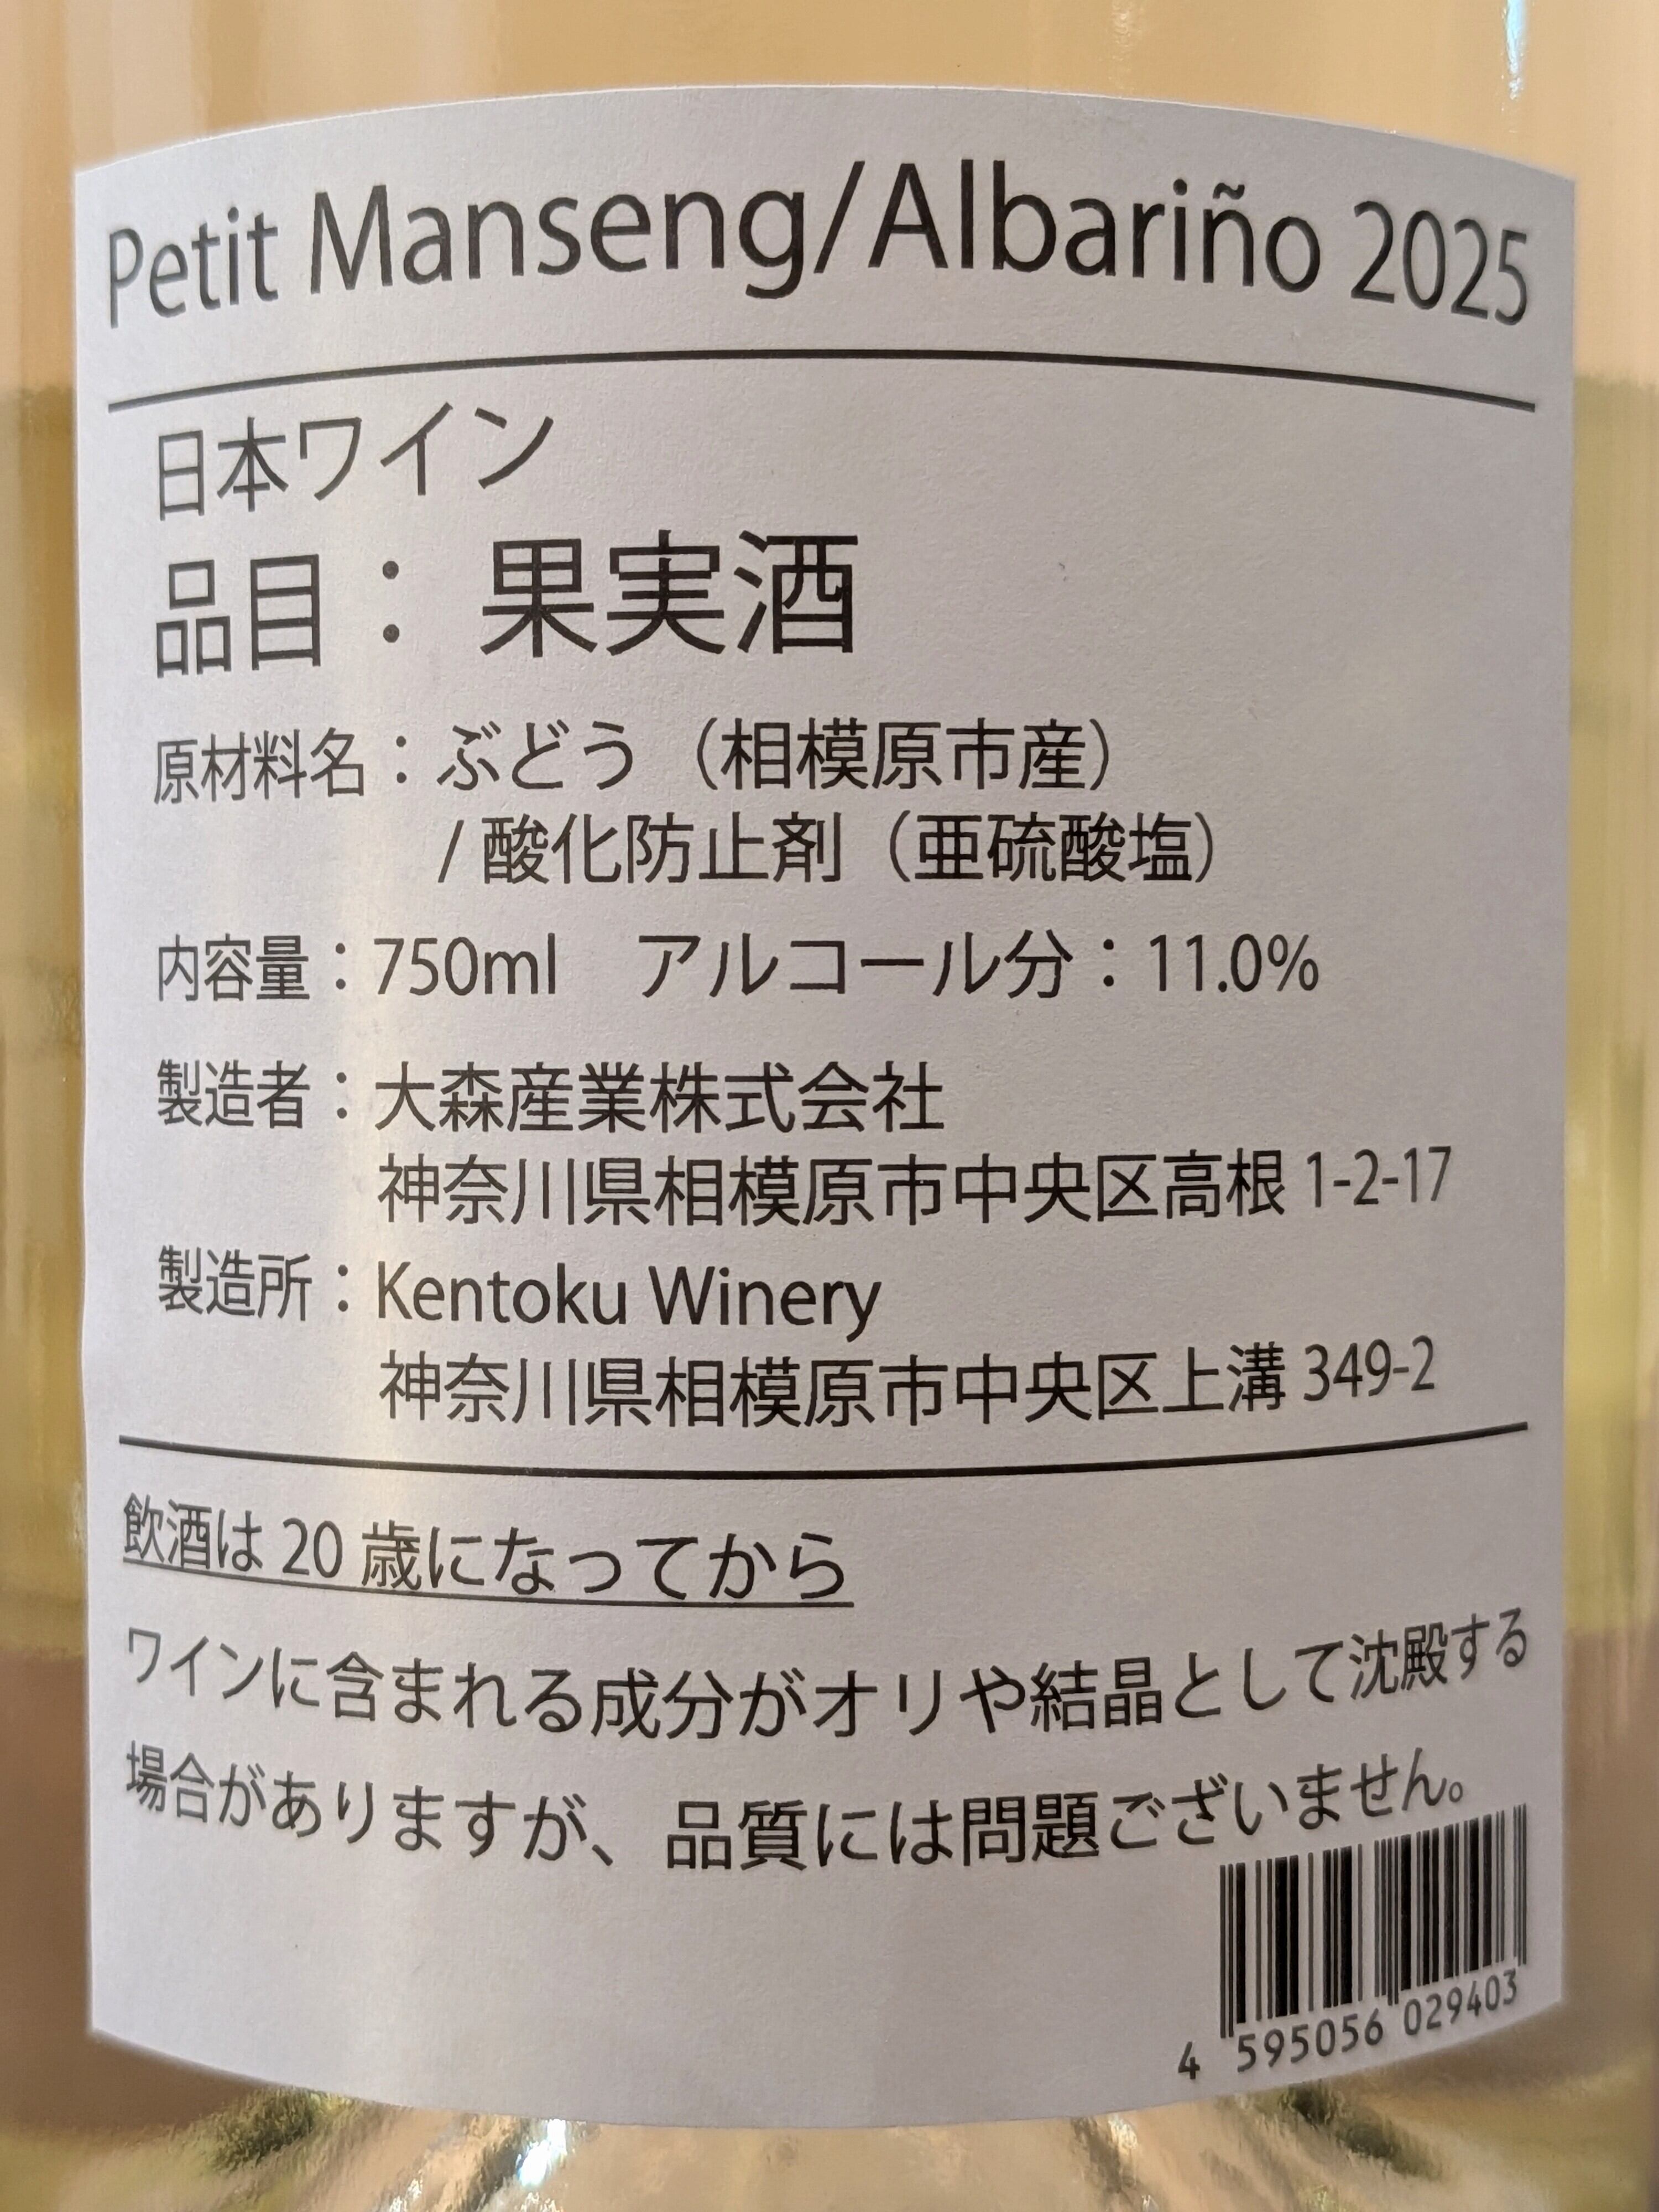 Petit Manseng/Albariño 2025
日本ワイン
品目： 果実酒
原材料名：ぶどう（相模原市産）
/ 酸化防止剤（亜硫酸塩）
内容量：750ml　アルコール分：11.0%
製造者：大森産業株式会社
神奈川県相模原市中央区高根 1-2-17
製造所：Kentoku Winery
神奈川県相模原市中央区上溝 349-2
飲酒は 20 歳になってから
ワインに含まれる成分がオリや結晶として沈殿する
場合がありますが、品質には問題ございません。
4 595056 029403